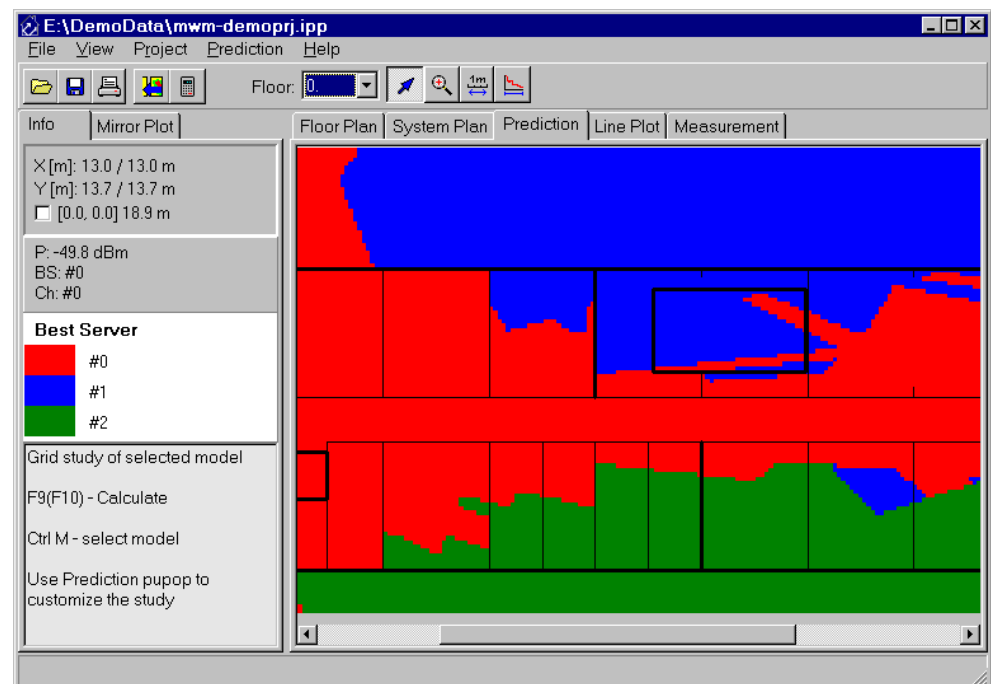 E:\DemoData\mwm-demoprj.ipp
File View Project Prediction Help
Floor: 0. 1m
Info Mirror Plot
Floor Plan System Plan Prediction Line Plot Measurement
X [m]: 13.0 / 13.0 m
Y [m]: 13.7 / 13.7 m
[0.0, 0.0] 18.9 m
P: -49.8 dBm
BS: #0
Ch: #0
Best Server
#0
#1
#2
Grid study of selected model
F9(F10) - Calculate
Ctrl M - select model
Use Prediction pupop to
customize the study